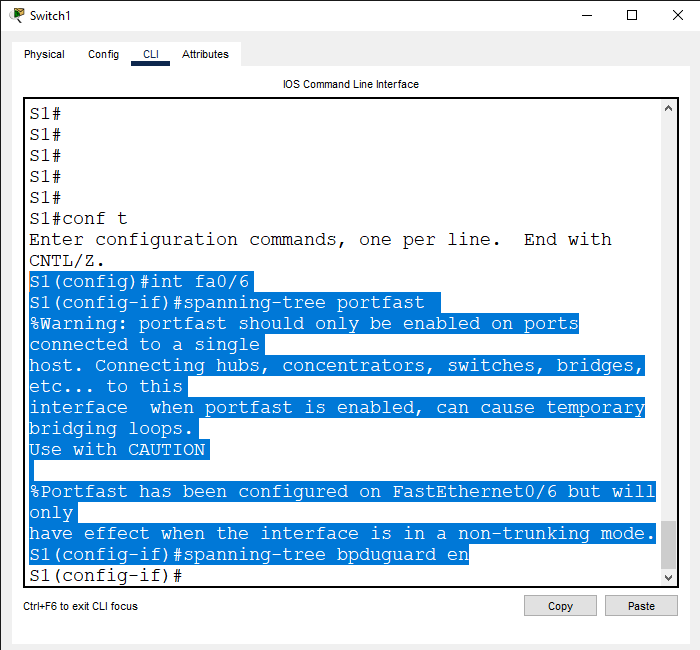 Switch1
Physical Config CLI Attributes
IOS Command Line Interface
S1#
S1#
S1#
S1#
S1#
S1#conf t
Enter configuration commands, one per line.  End with
CNTL/Z.
S1(config)#int fa0/6
S1(config-if)#spanning-tree portfast
%Warning: portfast should only be enabled on ports
connected to a single
host. Connecting hubs, concentrators, switches, bridges,
etc... to this
interface  when portfast is enabled, can cause temporary
bridging loops.
Use with CAUTION
%Portfast has been configured on FastEthernet0/6 but will
only
have effect when the interface is in a non-trunking mode.
S1(config-if)#spanning-tree bpduguard en
S1(config-if)#
Ctrl+F6 to exit CLI focus Copy Paste